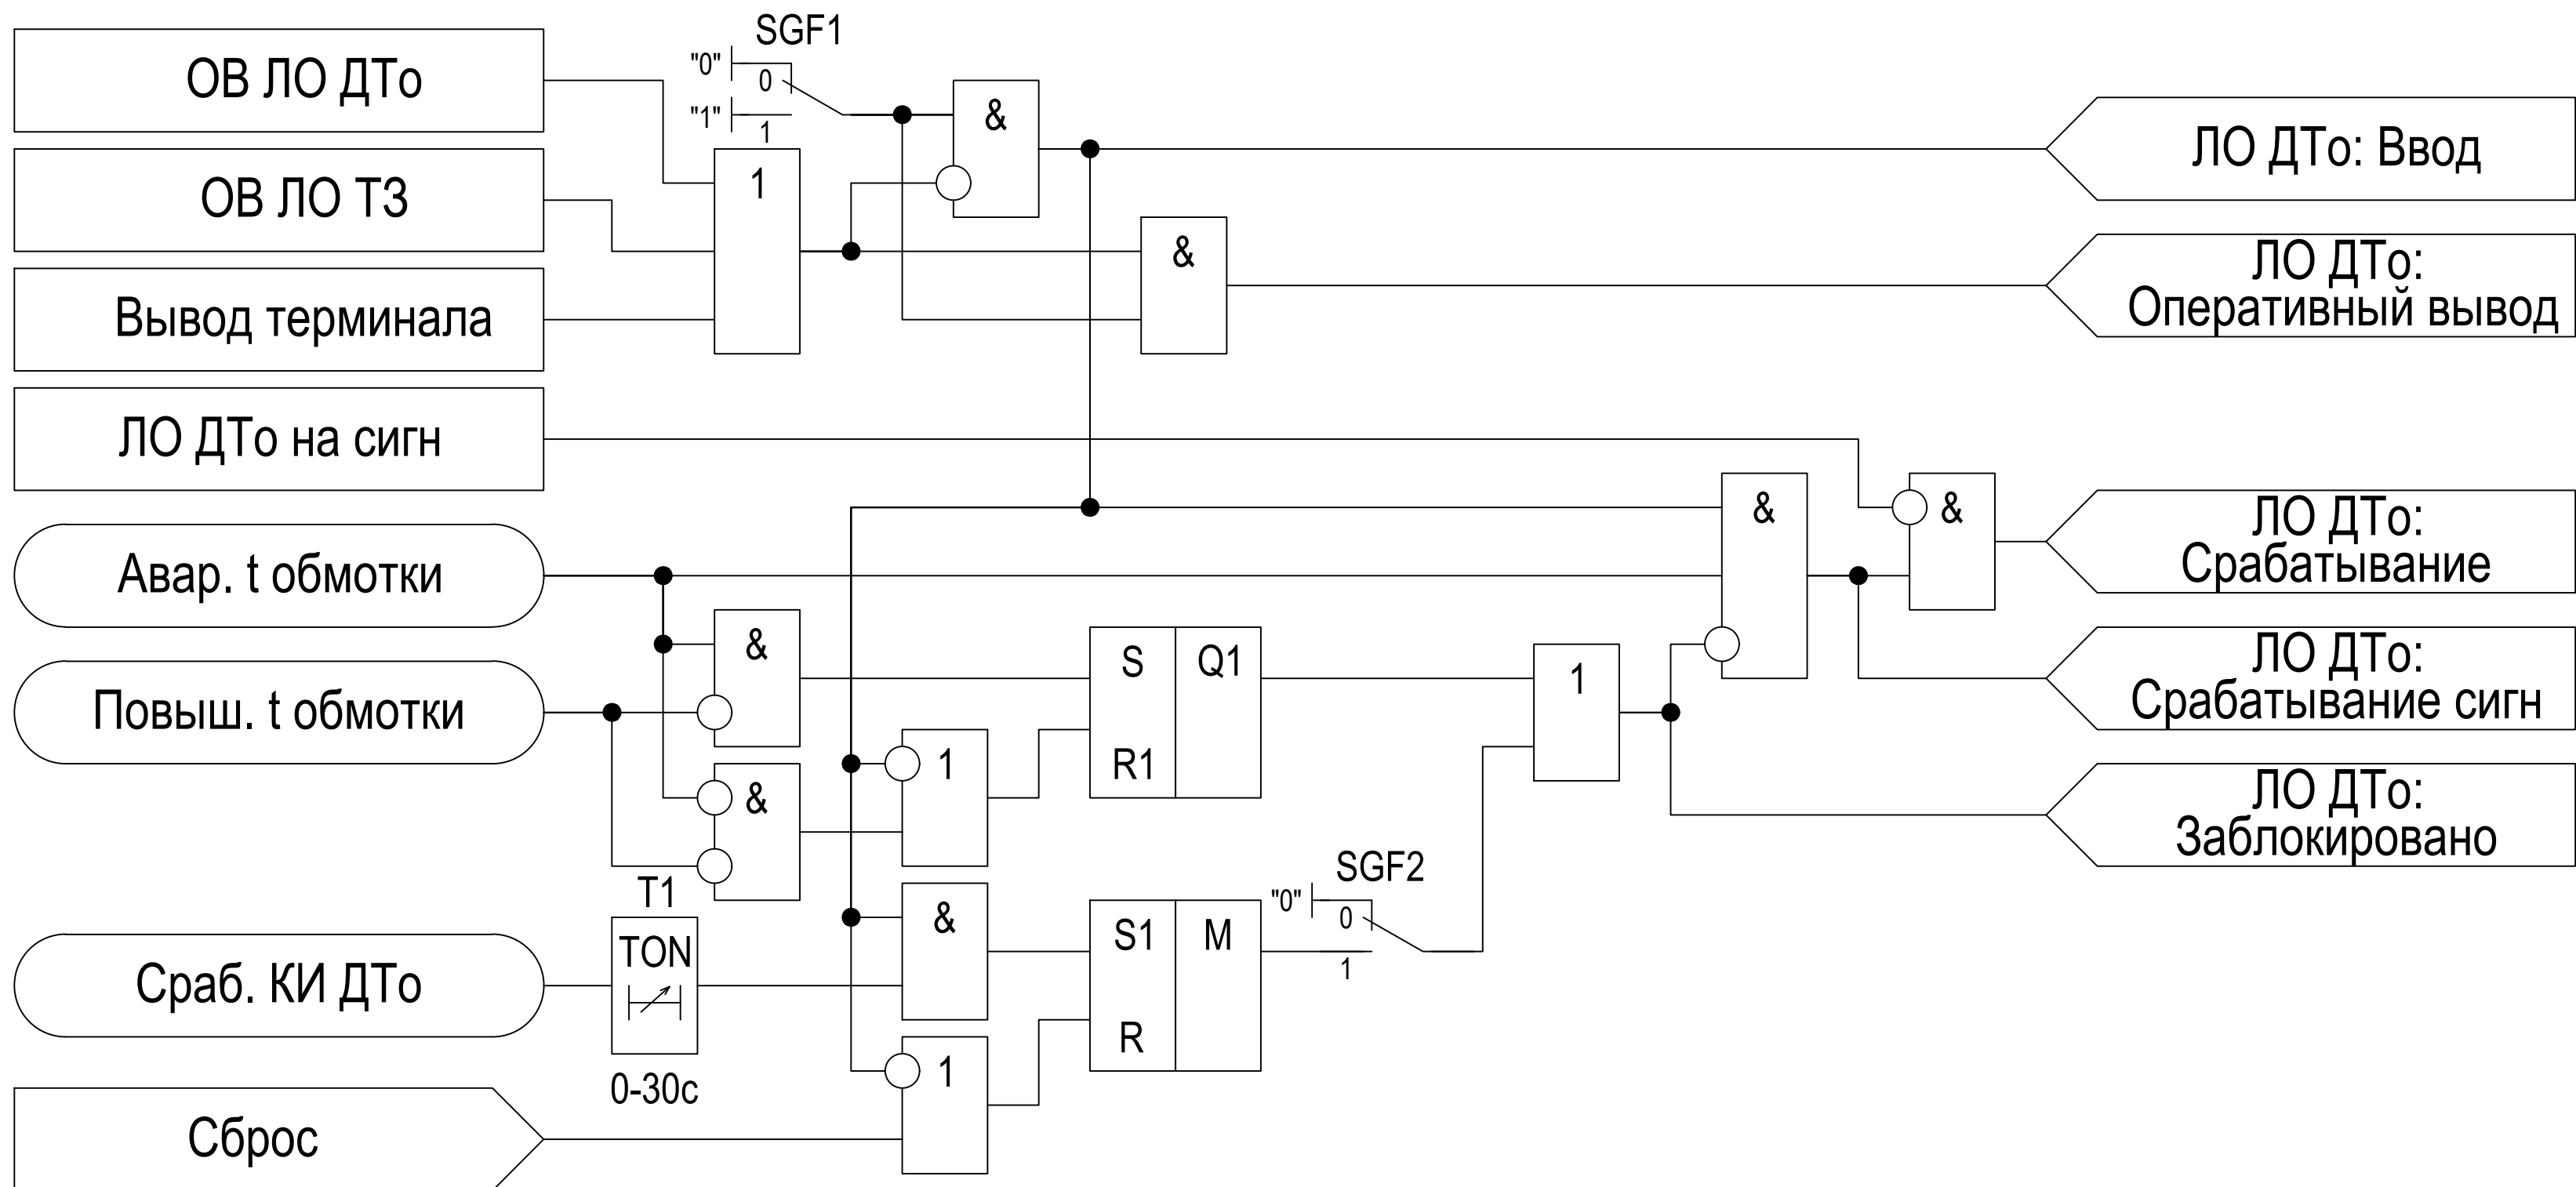 SGF1
"0"
0
"1"
1
ОВ ЛО ДТо
&
1
ЛО ДТо: Ввод
ОВ ЛО ТЗ
&
ЛО ДТо:
Оперативный вывод
Вывод терминала
ЛО ДТо на сигн
&
&
ЛО ДТо:
Срабатывание
Авар. t обмотки
&
S
Q1
R1
1
ЛО ДТо:
Срабатывание сигн
Повыш. t обмотки
&
1
ЛО ДТо:
Заблокировано
SGF2
"0"
0
1
T1
TON
0-30с
&
S1
M
R
Сраб. КИ ДТо
1
Сброс